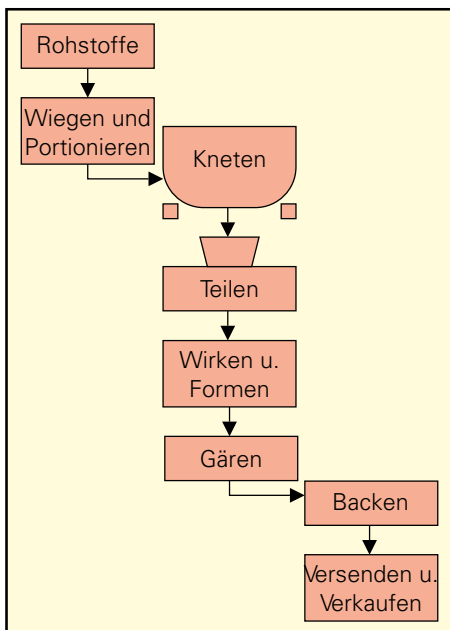 Rohstoffe
Wiegen und
Portionieren
Kneten
Teilen
Wirken u.
Formen
Gären
Backen
Versenden u.
Verkaufen